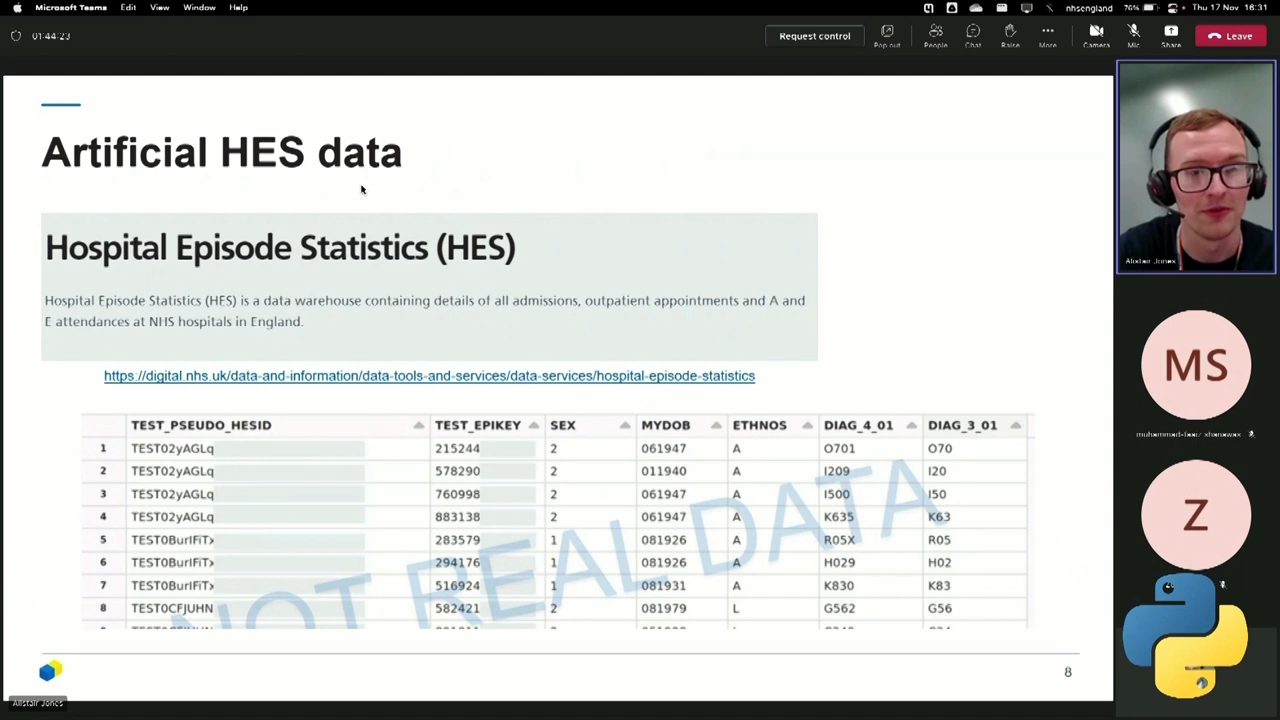 Microsoft Teams Edit View Window Help
nhsengland 76% Thu 17 Nov 16:31
01:44:23
Request control
Pop out People Chat Raise More Camera Mic Share Leave
Artificial HES data
Hospital Episode Statistics (HES)
Hospital Episode Statistics (HES) is a data warehouse containing details of all admissions, outpatient appointments and A and
E attendances at NHS hospitals in England.
https://digital.nhs.uk/data-and-information/data-tools-and-services/data-services/hospital-episode-statistics
TEST_PSEUDO_HESID TEST_EPIKEY SEX MYDOB ETHNOS DIAG_4_01 DIAG_3_01
1 TEST02yAGLq 215244 2 061947 A O701 O70
2 TEST02yAGLq 578290 2 011940 A I209 I20
3 TEST02yAGLq 760998 2 061947 A I500 I50
4 TEST02yAGLq 883138 2 061947 A K635 K63
5 TEST0BurIFiTx 283579 1 081926 A R05X R05
6 TEST0BurIFiTx 294176 1 081926 A H029 H02
7 TEST0BurIFiTx 516924 1 081931 A K830 K83
8 TEST0CFJUHN 582421 2 081979 L G562 G56
NOT REAL DATA
8
Alistair Jones
Alistair Jones
MS
Z